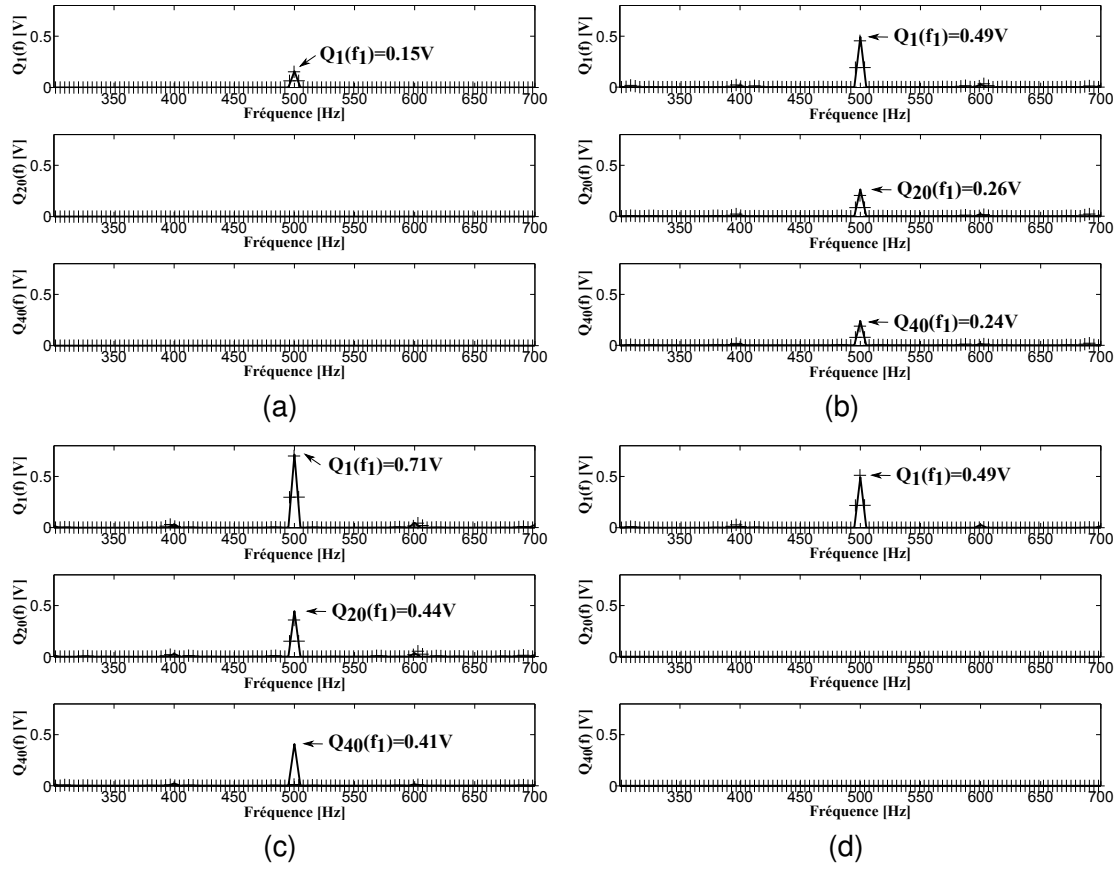 Q1(f) [V]
0.5
0
Q1(f1)=0.15V
350 400 450 500 550 600 650 700
Fréquence [Hz]
Q20(f) [V]
0.5
0
350 400 450 500 550 600 650 700
Fréquence [Hz]
Q40(f) [V]
0.5
0
350 400 450 500 550 600 650 700
Fréquence [Hz]
(a)
Q1(f) [V]
0.5
0
Q1(f1)=0.49V
350 400 450 500 550 600 650 700
Fréquence [Hz]
Q20(f) [V]
0.5
0
Q20(f1)=0.26V
350 400 450 500 550 600 650 700
Fréquence [Hz]
Q40(f) [V]
0.5
0
Q40(f1)=0.24V
350 400 450 500 550 600 650 700
Fréquence [Hz]
(b)
Q1(f) [V]
0.5
0
Q1(f1)=0.71V
350 400 450 500 550 600 650 700
Fréquence [Hz]
Q20(f) [V]
0.5
0
Q20(f1)=0.44V
350 400 450 500 550 600 650 700
Fréquence [Hz]
Q40(f) [V]
0.5
0
Q40(f1)=0.41V
350 400 450 500 550 600 650 700
Fréquence [Hz]
(c)
Q1(f) [V]
0.5
0
Q1(f1)=0.49V
350 400 450 500 550 600 650 700
Fréquence [Hz]
Q20(f) [V]
0.5
0
350 400 450 500 550 600 650 700
Fréquence [Hz]
Q40(f) [V]
0.5
0
350 400 450 500 550 600 650 700
Fréquence [Hz]
(d)